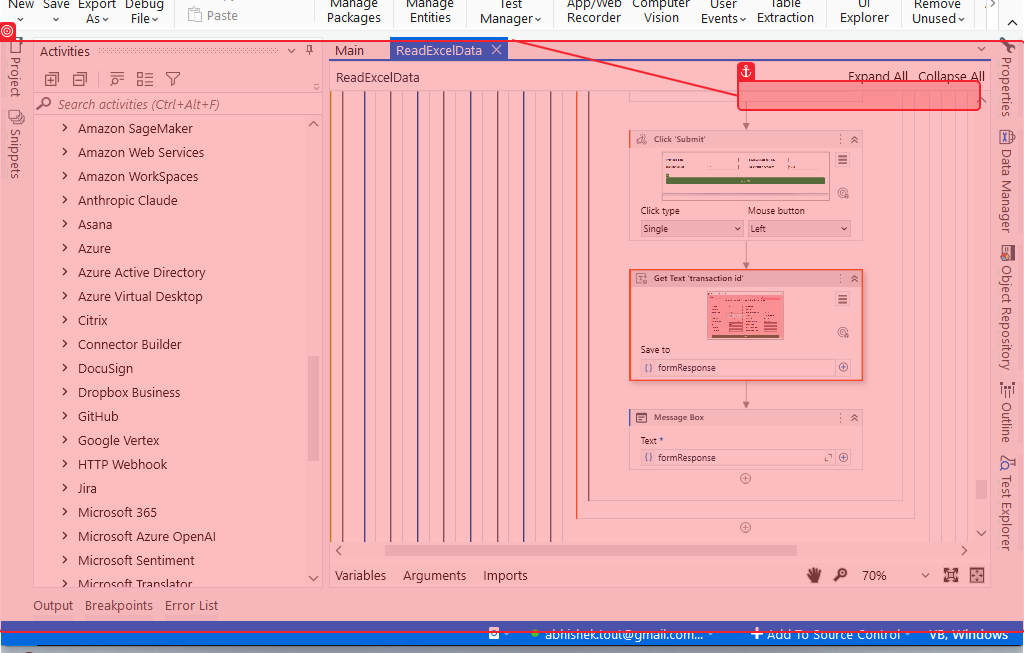 New Save Export As Debug File Paste Manage Packages Manage Entities Test Manager App/Web Recorder Computer Vision User Events Table Extraction UI Explorer Remove Unused
Activities
Main ReadExcelData
ReadExcelData Expand All Collapse All
Search activities (Ctrl+Alt+F)
Project
Snippets
Amazon SageMaker
Amazon Web Services
Amazon WorkSpaces
Anthropic Claude
Asana
Azure
Azure Active Directory
Azure Virtual Desktop
Citrix
Connector Builder
DocuSign
Dropbox Business
GitHub
Google Vertex
HTTP Webhook
Jira
Microsoft 365
Microsoft Azure OpenAI
Microsoft Sentiment
Microsoft Translator
Click 'Submit'
Click type Mouse button
Single Left
Get Text 'transaction id'
Save to
formResponse
Message Box
Text *
formResponse
Properties
Data Manager
Object Repository
Outline
Test Explorer
Variables Arguments Imports 70%
Output Breakpoints Error List
abhishek.tout@gmail.com... Add To Source Control VB, Windows